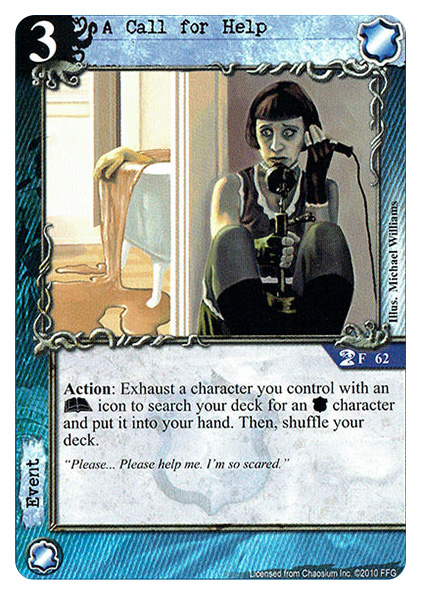 3
A Call for Help
Illus. Michael Williams
F 62
Action: Exhaust a character you control with an
icon to search your deck for an character
and put it into your hand. Then, shuffle your
deck.
“Please... Please help me. I’m so scared.”
Event
Licensed from Chaosium Inc. ©2010 FFG